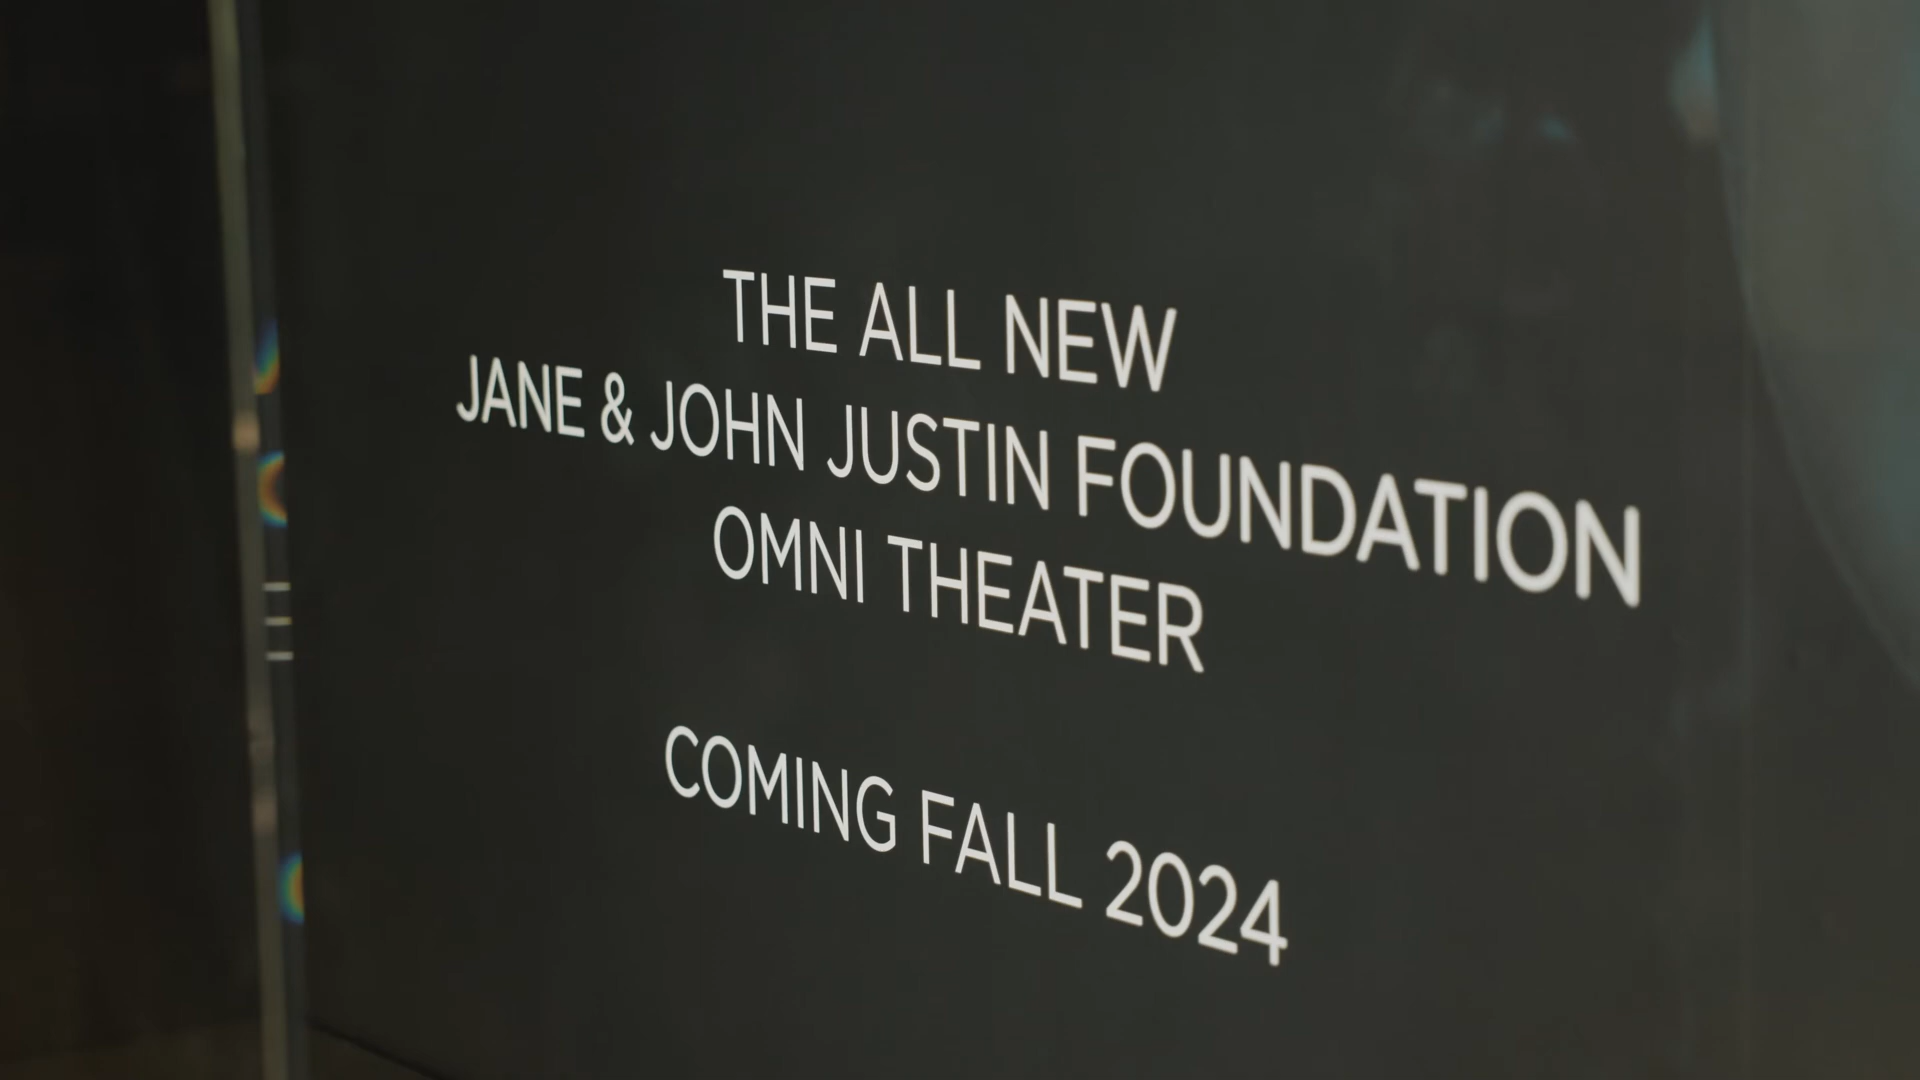 THE ALL NEW
JANE & JOHN JUSTIN FOUNDATION
OMNI THEATER
COMING FALL 2024